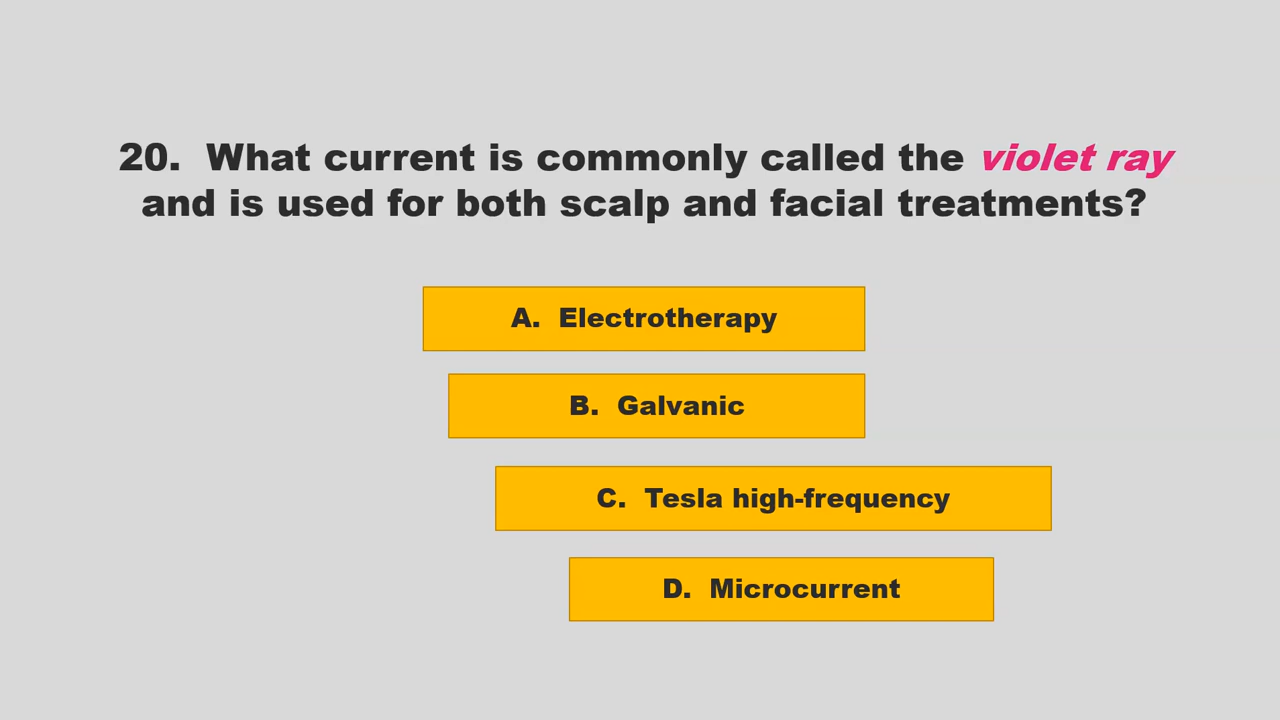 20.  What current is commonly called the violet ray
and is used for both scalp and facial treatments?
A.  Electrotherapy
B.  Galvanic
C.  Tesla high-frequency
D.  Microcurrent